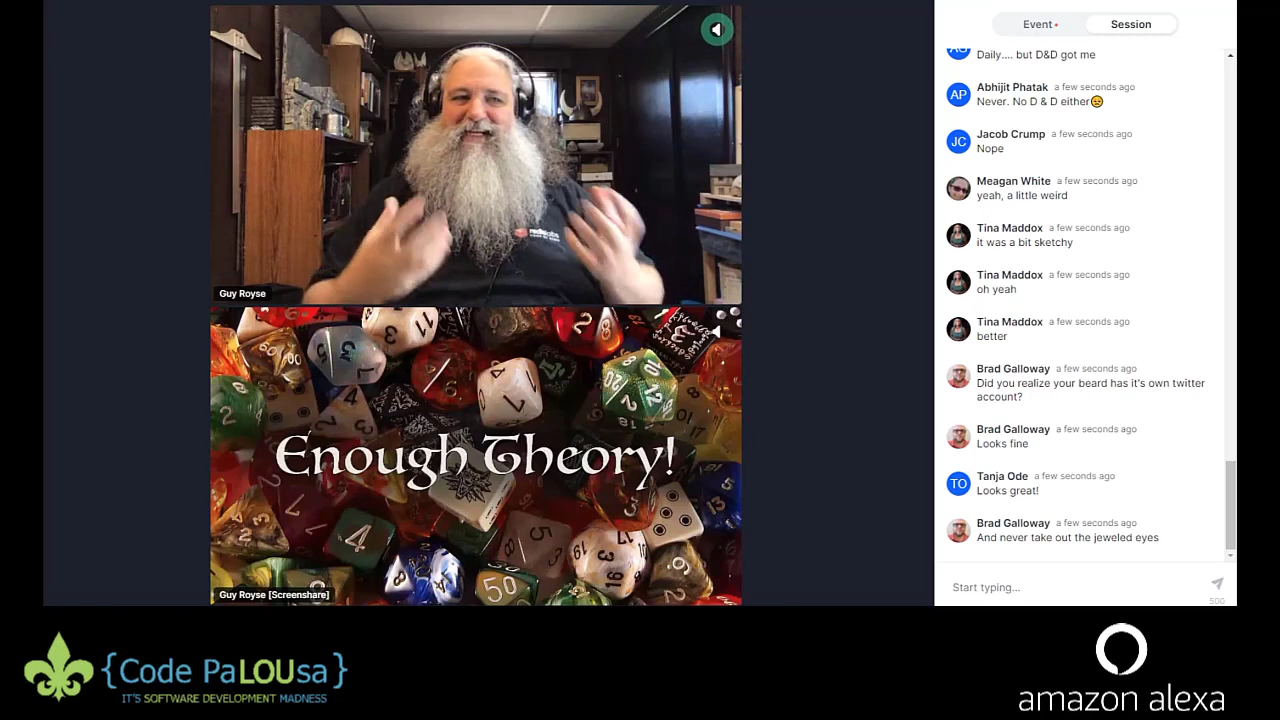 Event
Session
Daily.... but D&D got me
AP
Abhijit Phatak a few seconds ago
Never. No D & D either😣
JC
Jacob Crump a few seconds ago
Nope
Meagan White a few seconds ago
yeah, a little weird
Tina Maddox a few seconds ago
it was a bit sketchy
Tina Maddox a few seconds ago
oh yeah
Tina Maddox a few seconds ago
better
Brad Galloway a few seconds ago
Did you realize your beard has it's own twitter
account?
Brad Galloway a few seconds ago
Looks fine
TO
Tanja Ode a few seconds ago
Looks great!
Brad Galloway a few seconds ago
And never take out the jeweled eyes
Start typing...
500
redislabs
Guy Royse
Enough Theory!
Guy Royse [Screenshare]
{Code PaLOUsa}
IT'S SOFTWARE DEVELOPMENT MADNESS
amazon alexa